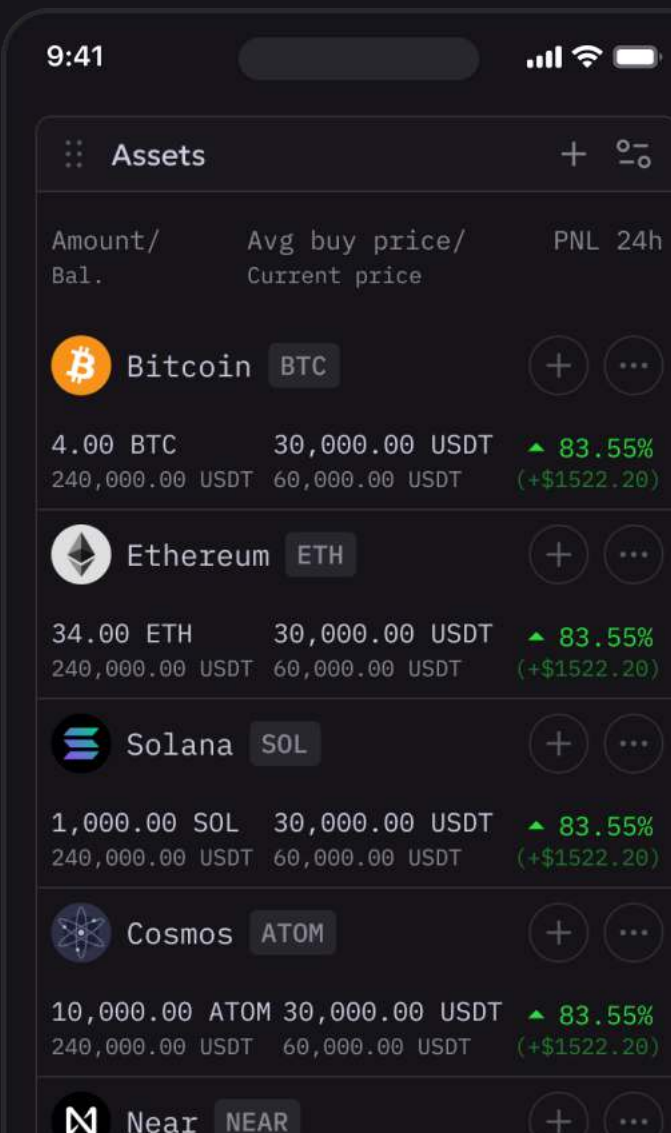 9:41
Assets
Amount/ Avg buy price/ PNL 24h
Bal. Current price
Bitcoin BTC
4.00 BTC 30,000.00 USDT 83.55%
240,000.00 USDT 60,000.00 USDT (+$1522.20)
Ethereum ETH
34.00 ETH 30,000.00 USDT 83.55%
240,000.00 USDT 60,000.00 USDT (+$1522.20)
Solana SOL
1,000.00 SOL 30,000.00 USDT 83.55%
240,000.00 USDT 60,000.00 USDT (+$1522.20)
Cosmos ATOM
10,000.00 ATOM 30,000.00 USDT 83.55%
240,000.00 USDT 60,000.00 USDT (+$1522.20)
Near NEAR